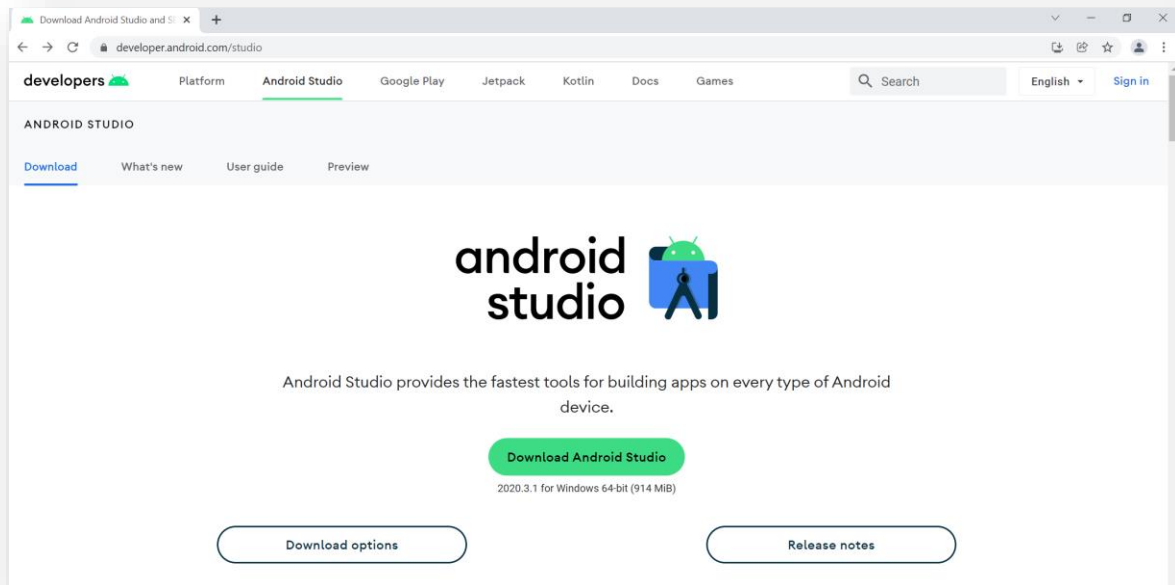 Download Android Studio and S
developer.android.com/studio
developers Platform Android Studio Google Play Jetpack Kotlin Docs Games Search English Sign in
ANDROID STUDIO
Download What's new User guide Preview
android
studio
Android Studio provides the fastest tools for building apps on every type of Android
device.
Download Android Studio
2020.3.1 for Windows 64-bit (914 MiB)
Download options Release notes